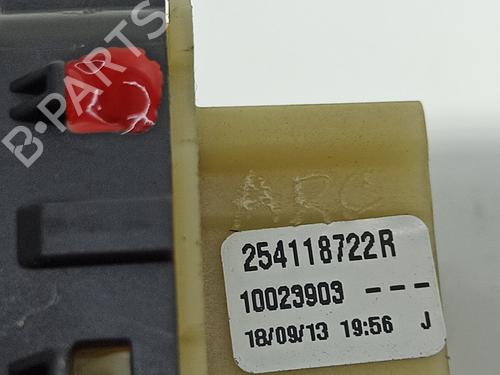 B-PARTS
ARC
254118722R
10023903 ---
18/09/13 19:56 J